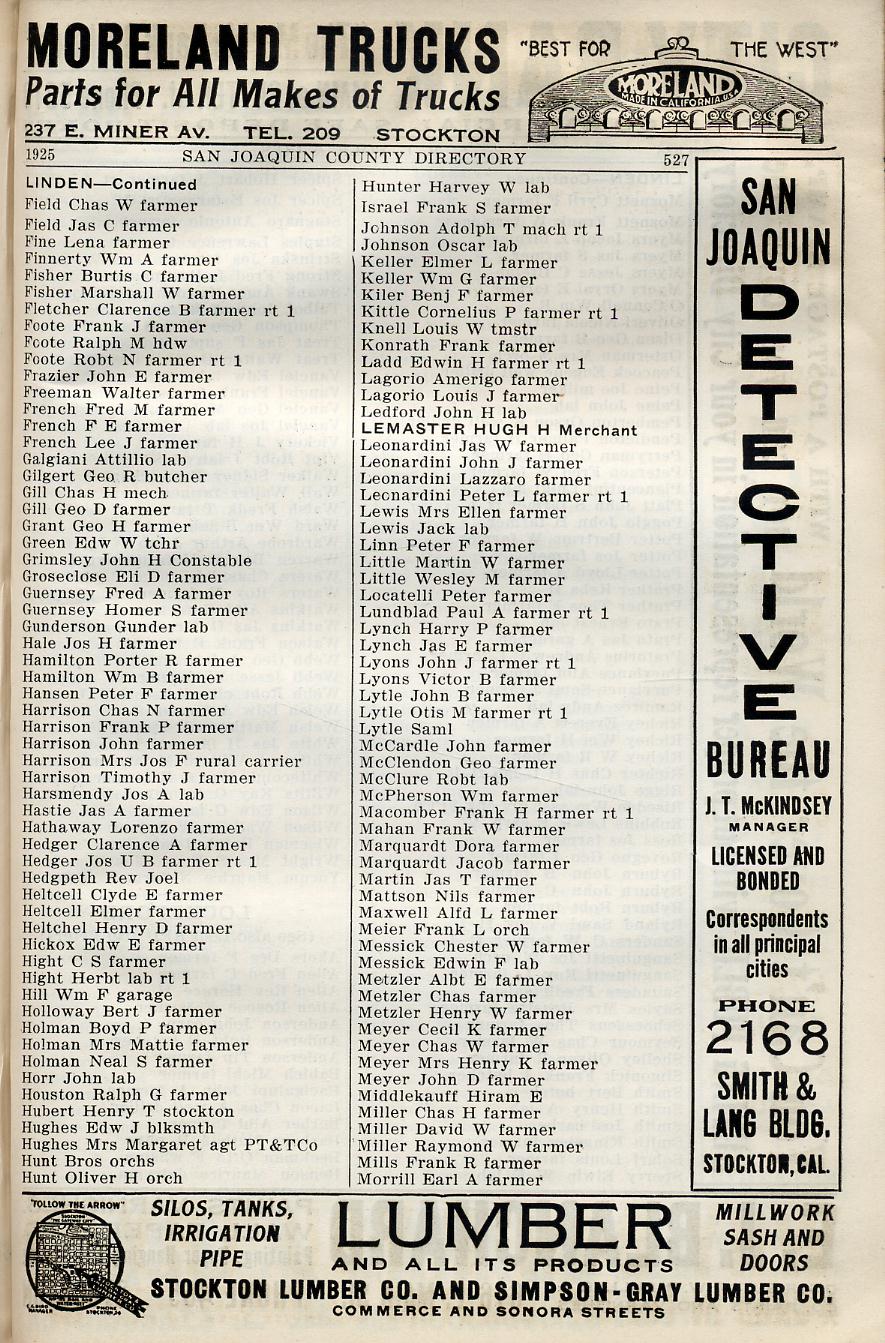 MORELAND TRUCKS
Parts for All Makes of Trucks
237 E. MINER AV. TEL. 209 STOCKTON
"BEST FOR THE WEST"
MORELAND
MADE IN CALIFORNIA
1925 SAN JOAQUIN COUNTY DIRECTORY 527
LINDEN—Continued
Field Chas W farmer
Field Jas C farmer
Fine Lena farmer
Finnerty Wm A farmer
Fisher Burtis C farmer
Fisher Marshall W farmer
Fletcher Clarence B farmer rt 1
Foote Frank J farmer
Foote Ralph M hdw
Foote Robt N farmer rt 1
Frazier John E farmer
Freeman Walter farmer
French Fred M farmer
French F E farmer
French Lee J farmer
Galgiani Attillio lab
Gilgert Geo R butcher
Gill Chas H mech
Gill Geo D farmer
Grant Geo H farmer
Green Edw W tchr
Grimsley John H Constable
Groseclose Eli D farmer
Guernsey Fred A farmer
Guernsey Homer S farmer
Gunderson Gunder lab
Hale Jos H farmer
Hamilton Porter R farmer
Hamilton Wm B farmer
Hansen Peter F farmer
Harrison Chas N farmer
Harrison Frank P farmer
Harrison John farmer
Harrison Mrs Jos F rural carrier
Harrison Timothy J farmer
Harsmendy Jos A lab
Hastie Jas A farmer
Hathaway Lorenzo farmer
Hedger Clarence A farmer
Hedger Jos U B farmer rt 1
Hedgpeth Rev Joel
Heltcell Clyde E farmer
Heltcell Elmer farmer
Heltchel Henry D farmer
Hickox Edw E farmer
Hight C S farmer
Hight Herbt lab rt 1
Hill Wm F garage
Holloway Bert J farmer
Holman Boyd P farmer
Holman Mrs Mattie farmer
Holman Neal S farmer
Horr John lab
Houston Ralph G farmer
Hubert Henry T stockton
Hughes Edw J blksmth
Hughes Mrs Margaret agt PT&TCo
Hunt Bros orchs
Hunt Oliver H orch
Hunter Harvey W lab
Israel Frank S farmer
Johnson Adolph T mach rt 1
Johnson Oscar lab
Keller Elmer L farmer
Keller Wm G farmer
Kiler Benj F farmer
Kittle Cornelius P farmer rt 1
Knell Louis W tmstr
Konrath Frank farmer
Ladd Edwin H farmer rt 1
Lagorio Amerigo farmer
Lagorio Louis J farmer
Ledford John H lab
LEMASTER HUGH H Merchant
Leonardini Jas W farmer
Leonardini John J farmer
Leonardini Lazzaro farmer
Leonardini Peter L farmer rt 1
Lewis Mrs Ellen farmer
Lewis Jack lab
Linn Peter F farmer
Little Martin W farmer
Little Wesley M farmer
Locatelli Peter farmer
Lundblad Paul A farmer rt 1
Lynch Harry P farmer
Lynch Jas E farmer
Lyons John J farmer rt 1
Lyons Victor B farmer
Lytle John B farmer
Lytle Otis M farmer rt 1
Lytle Saml
McCardle John farmer
McClendon Geo farmer
McClure Robt lab
McPherson Wm farmer
Macomber Frank H farmer rt 1
Mahan Frank W farmer
Marquardt Dora farmer
Marquardt Jacob farmer
Martin Jas T farmer
Mattson Nils farmer
Maxwell Alfd L farmer
Meier Frank L orch
Messick Chester W farmer
Messick Edwin F lab
Metzler Albt E farmer
Metzler Chas farmer
Metzler Henry W farmer
Meyer Cecil K farmer
Meyer Chas W farmer
Meyer Mrs Henry K farmer
Meyer John D farmer
Middlekauff Hiram E
Miller Chas H farmer
Miller David W farmer
Miller Raymond W farmer
Mills Frank R farmer
Morrill Earl A farmer
SAN
JOAQUIN
DETECTIVE
BUREAU
J. T. McKINDSEY
MANAGER
LICENSED AND
BONDED
Correspondents
in all principal
cities
PHONE
2168
SMITH &
LANG BLDG.
STOCKTON, CAL.
"FOLLOW THE ARROW"
SILOS, TANKS,
IRRIGATION
PIPE
LUMBER
AND ALL ITS PRODUCTS
MILLWORK
SASH AND
DOORS
STOCKTON LUMBER CO. AND SIMPSON-GRAY LUMBER CO.
COMMERCE AND SONORA STREETS